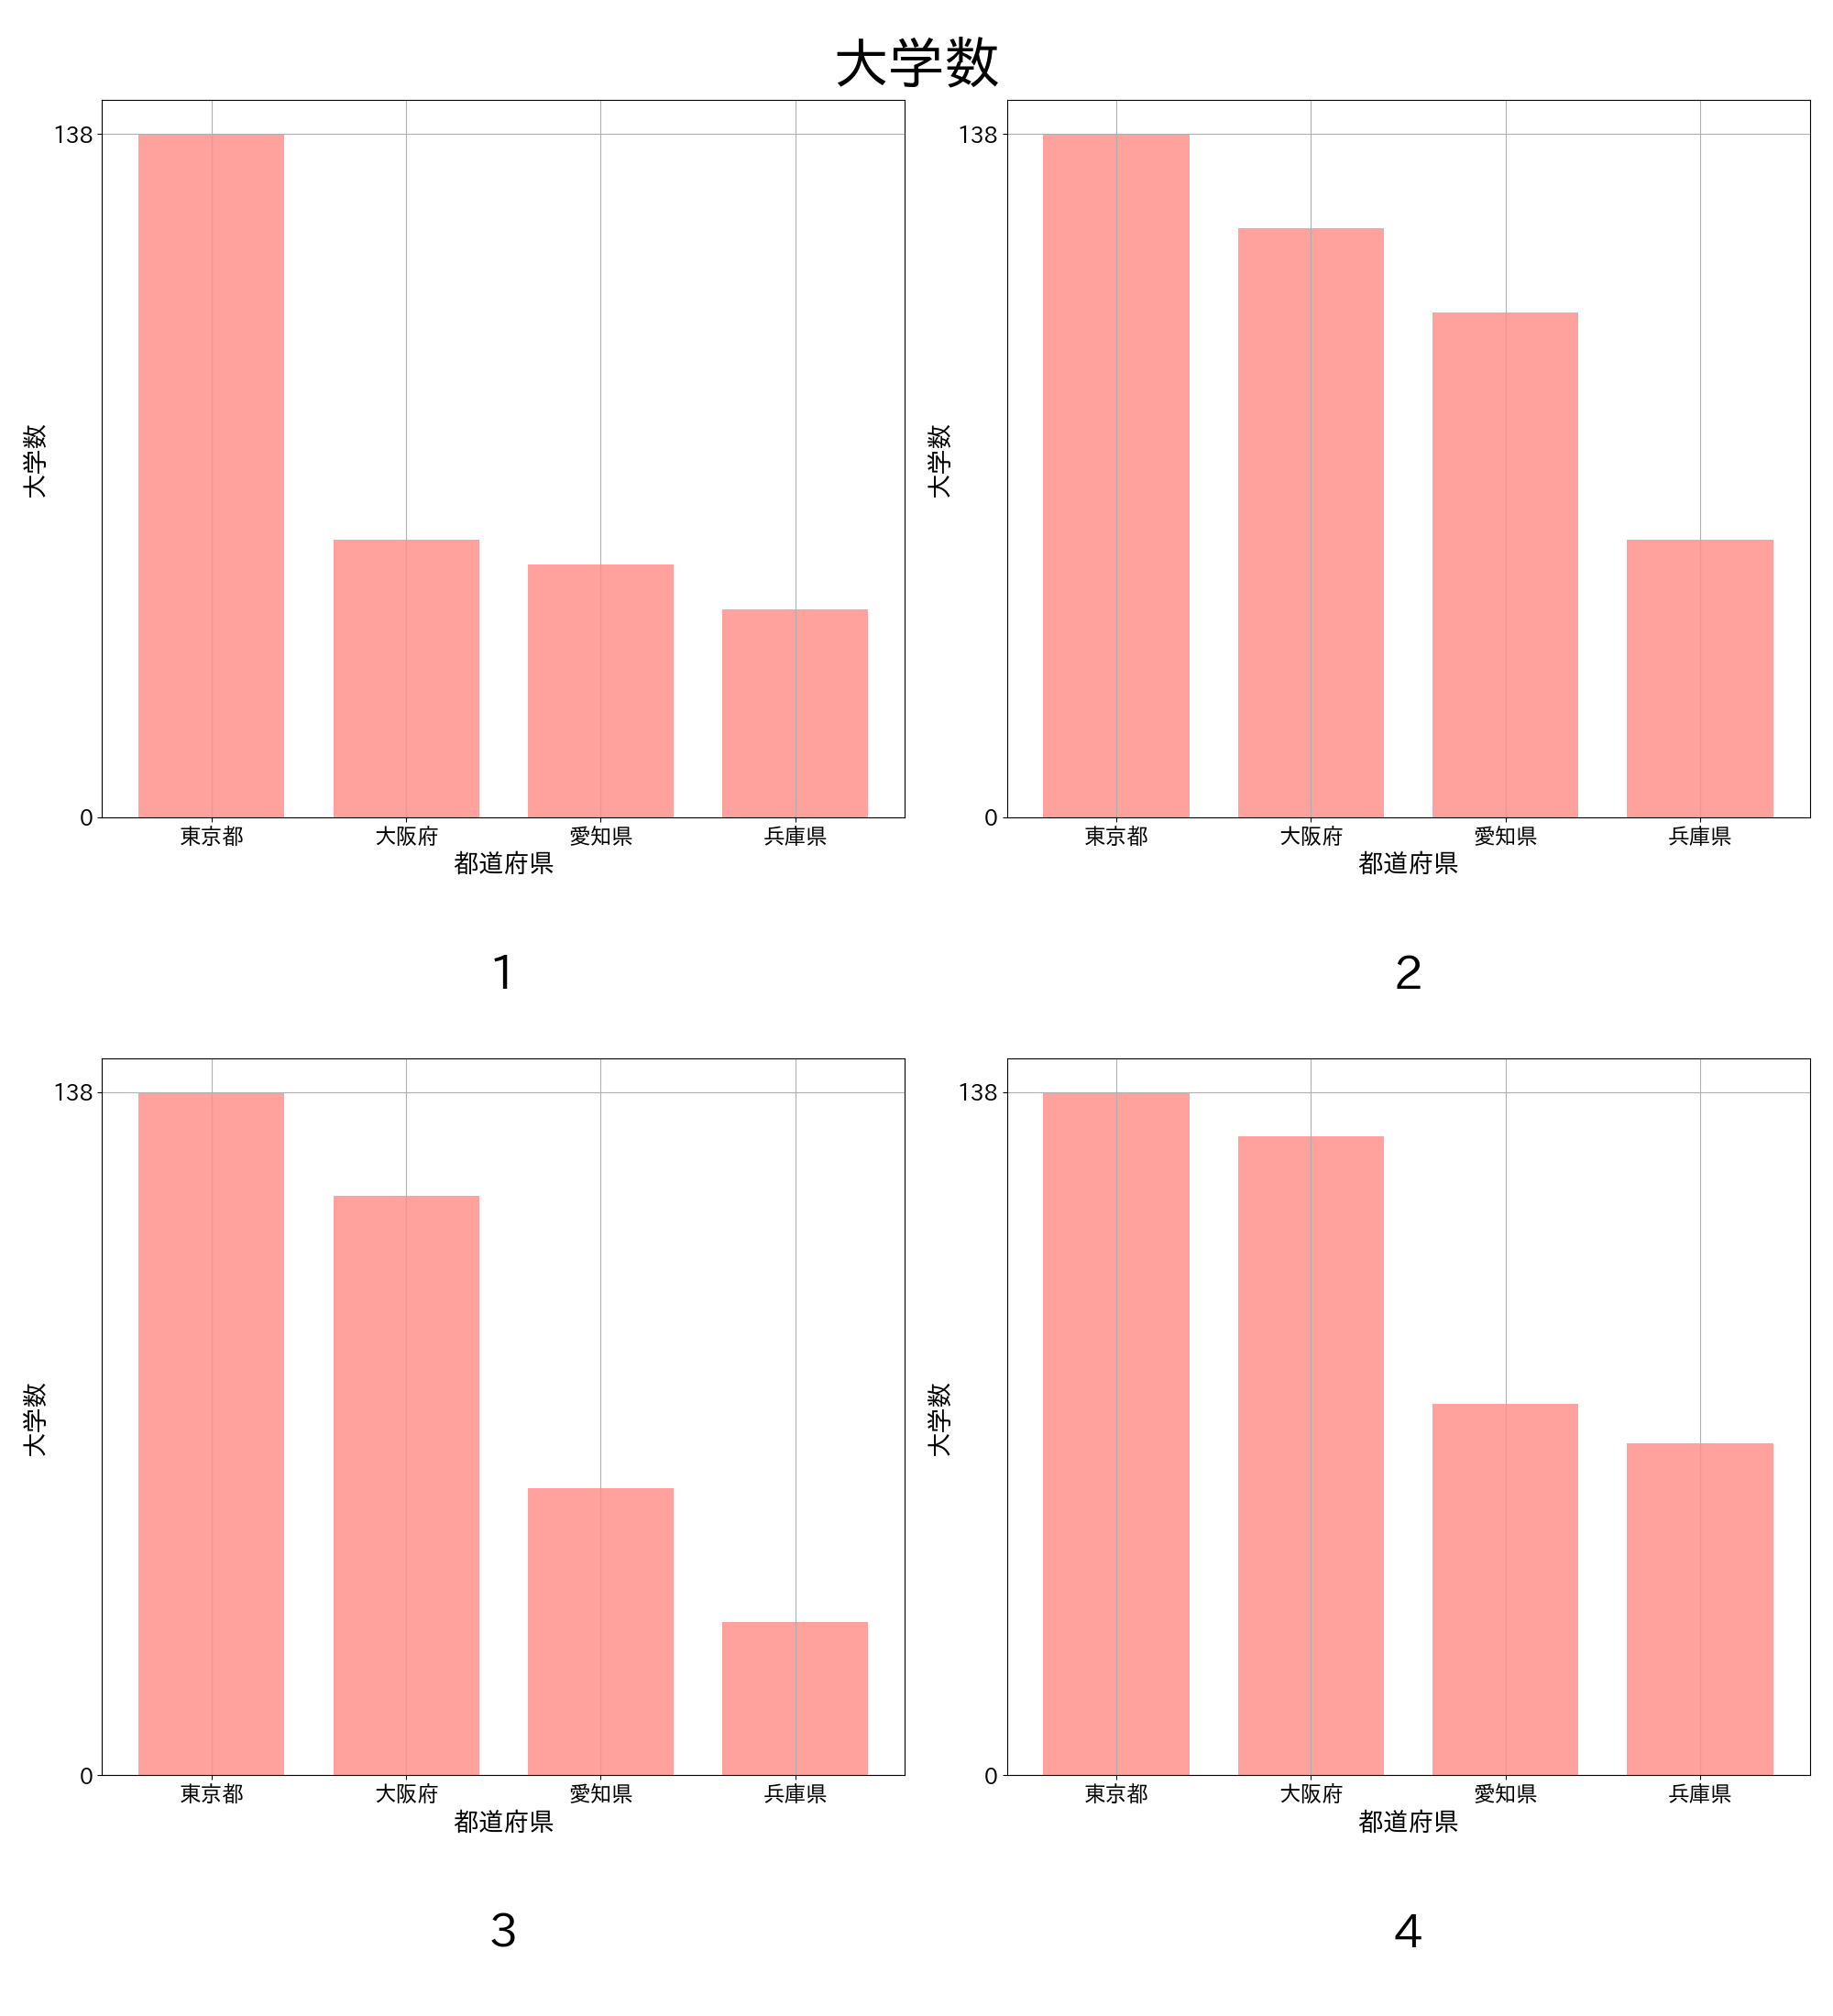 大学数
138
0
大学数
東京都 大阪府 愛知県 兵庫県
都道府県
1
138
0
大学数
東京都 大阪府 愛知県 兵庫県
都道府県
2
138
0
大学数
東京都 大阪府 愛知県 兵庫県
都道府県
3
138
0
大学数
東京都 大阪府 愛知県 兵庫県
都道府県
4